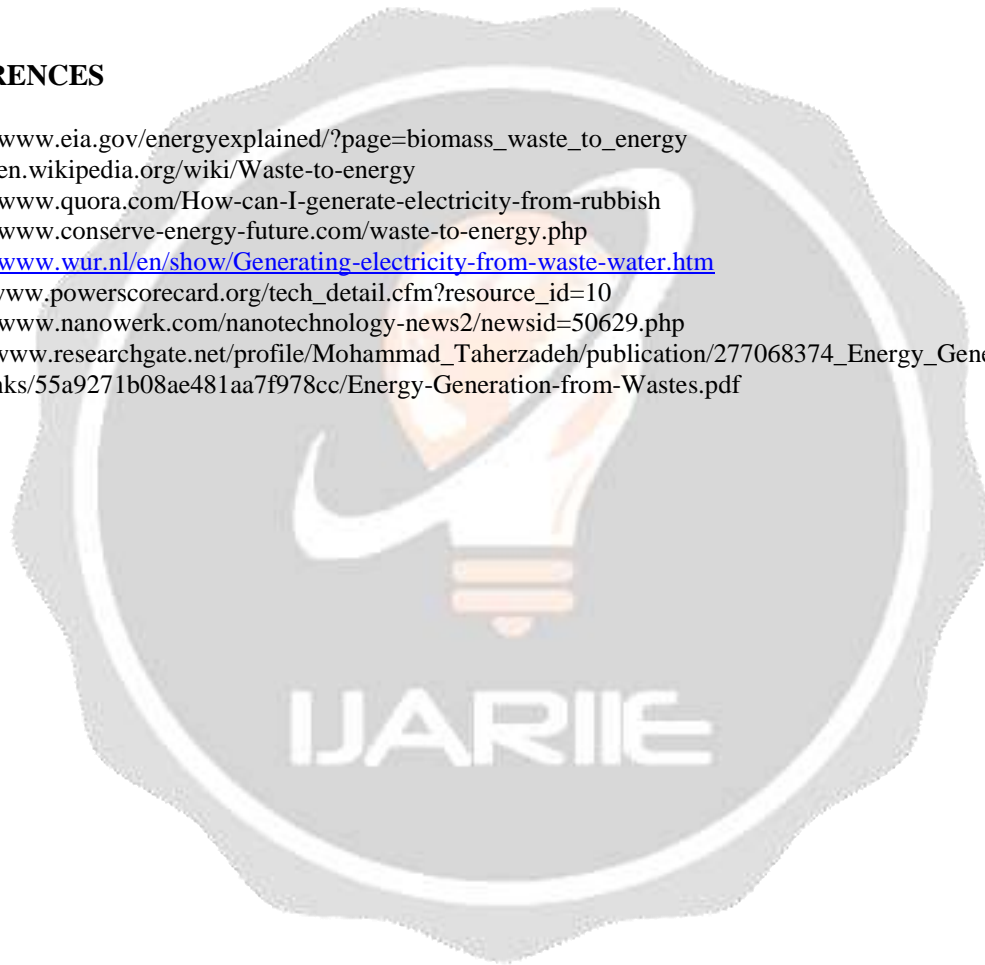 RENCES
www.eia.gov/energyexplained/?page=biomass_waste_to_energy
en.wikipedia.org/wiki/Waste-to-energy
www.quora.com/How-can-I-generate-electricity-from-rubbish
www.conserve-energy-future.com/waste-to-energy.php
www.wur.nl/en/show/Generating-electricity-from-waste-water.htm
www.powerscorecard.org/tech_detail.cfm?resource_id=10
www.nanowerk.com/nanotechnology-news2/newsid=50629.php
www.researchgate.net/profile/Mohammad_Taherzadeh/publication/277068374_Energy_Gene
nks/55a9271b08ae481aa7f978cc/Energy-Generation-from-Wastes.pdf
IJARIIE